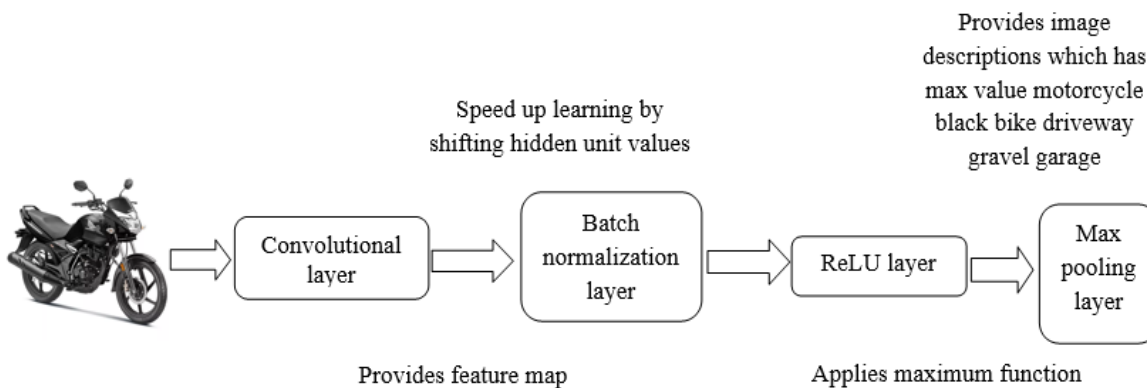 Provides image
descriptions which has
max value motorcycle
black bike driveway
gravel garage
Speed up learning by
shifting hidden unit values
Convolutional
layer
Batch
normalization
layer
ReLU layer
Max
pooling
layer
Provides feature map
Applies maximum function